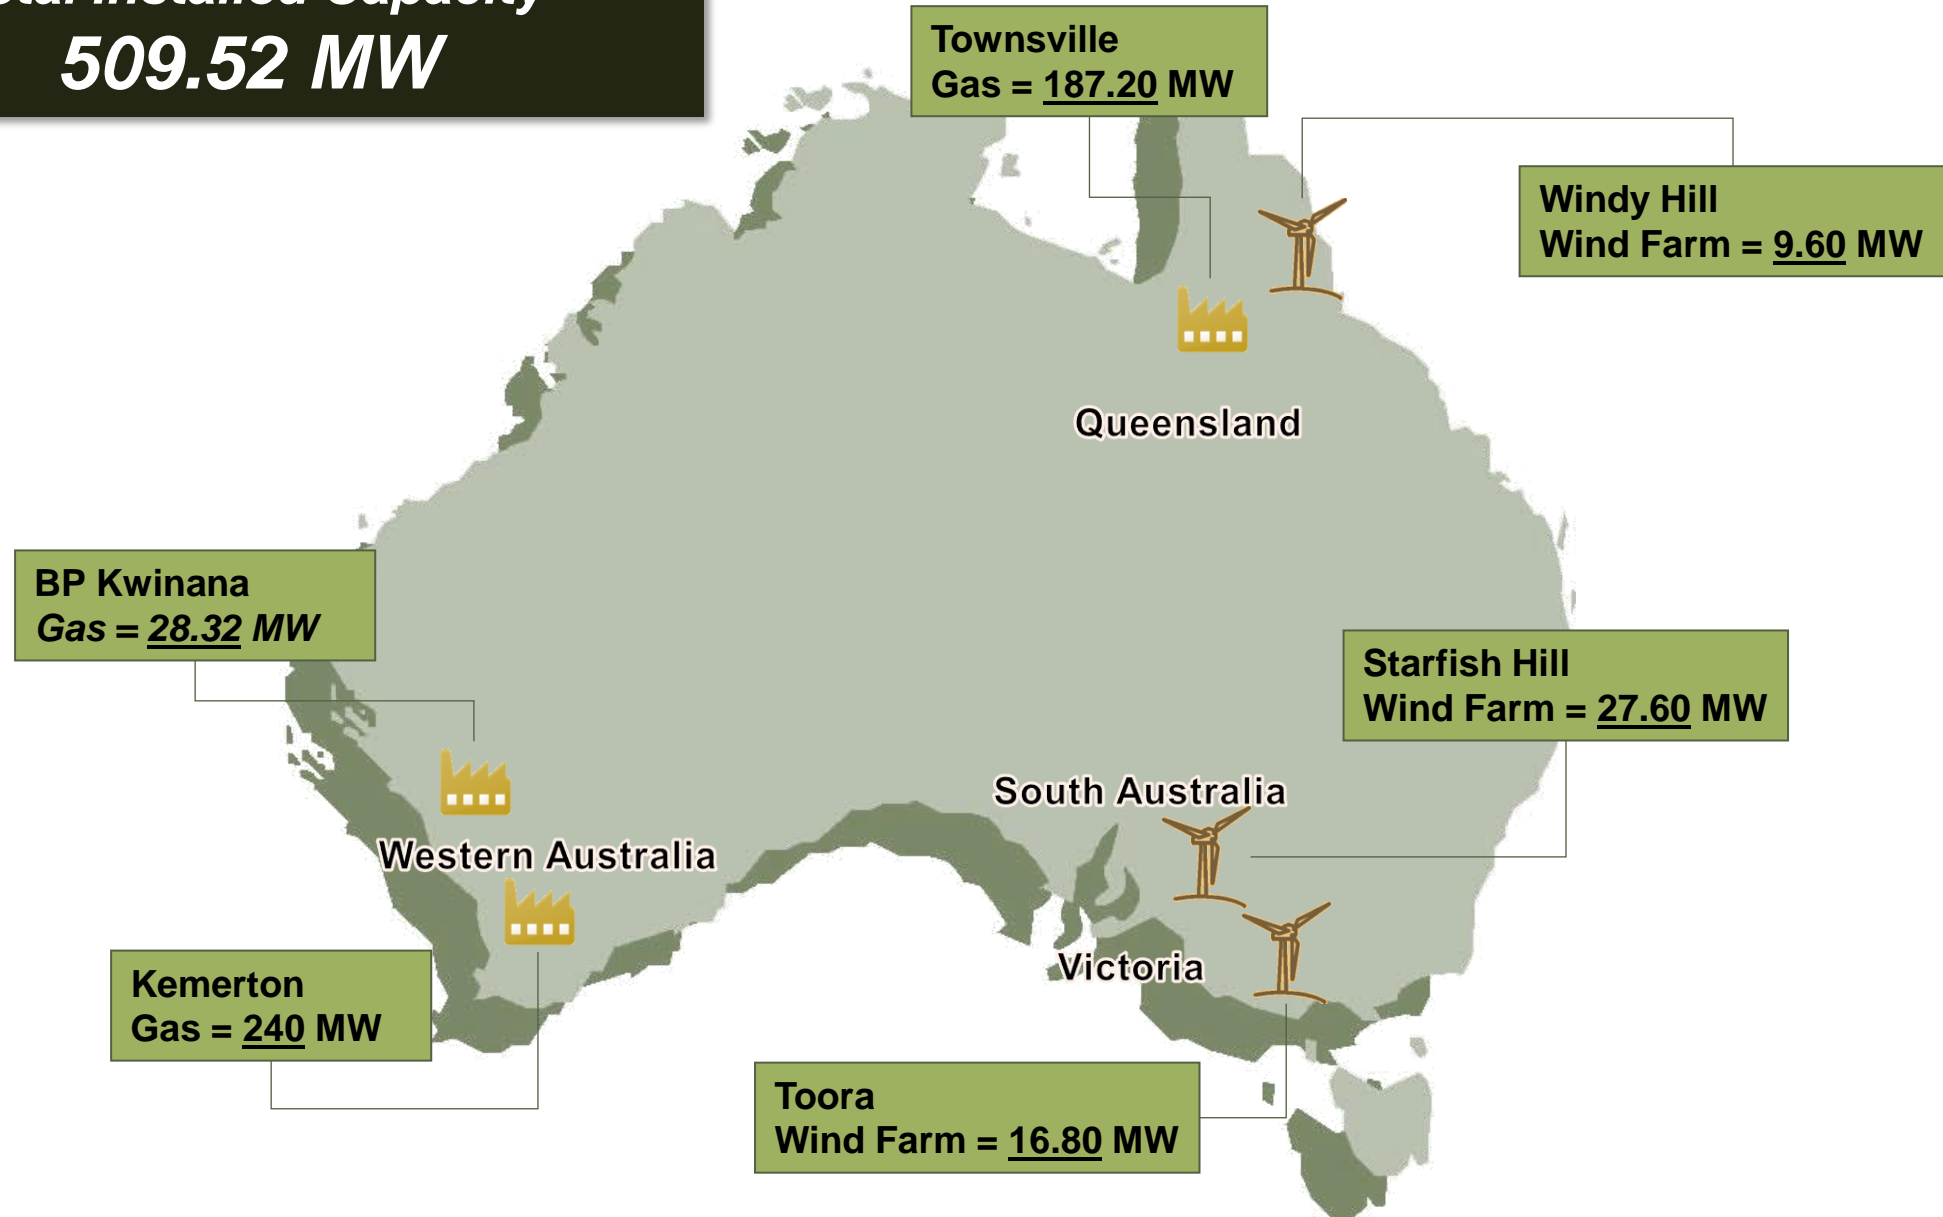 Installed Capacity
509.52 MW
Townsville
Gas = 187.20 MW
Windy Hill
Wind Farm = 9.60 MW
Queensland
BP Kwinana
Gas = 28.32 MW
Starfish Hill
Wind Farm = 27.60 MW
South Australia
Western Australia
Victoria
Kemerton
Gas = 240 MW
Toora
Wind Farm = 16.80 MW